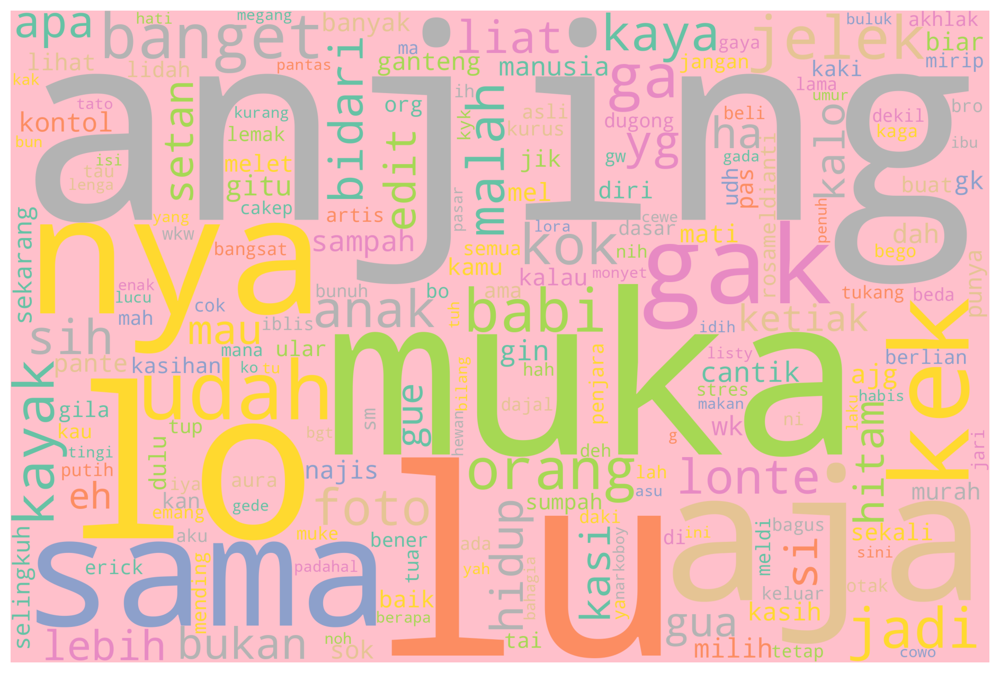 apa
hati
banget
megang
banyak
liat
kaya
jelek
buluk
akhlak
biar
gaya
ma
lihat
lidah
pantas
ganteng
manusia
jangan
kaki
mirip
kak
anjing
setan
bidari
malah
ga
lama
umur
tato
kontol
kurang
org
ih
asli
kurus
dugong
beli
ha
kalo
dekil
kaga
bro
bun
lemak
kyk
yg
rosameldianti
ibu
isi
tau
lenga
melet
gitu
edit
jik
gw
gada
mel
diri
udh
pas
buat
gk
cakep
artis
pasar
yang
wkw
nya
bangsat
sampah
semua
kamu
kok
lora
dasar
cewe
nih
mati
gak
penuh
dah
bego
punya
sekarang
kalau
monyet
enak
lucu
mah
cok
bunuh
anak
bo
ama
babi
tukang
beda
sih
mau
iblis
tuh
muka
idih
ketiak
kek
pante
kasihan
mana
ko
tu
ular
gin
hah
listy
berlian
kayak
udah
gue
bilang
dajal
penjara
cantik
stres
makan
ajg
habis
gila
kau
tingi
putih
lo
tup
bgt
sm
hewan
wk
ni
laku
hitam
jari
dulu
iya
aura
najis
orang
g
deh
lah
asu
lonte
murah
eh
kan
emang
gede
foto
sumpah
daki
lu
aja
selingkuh
aku
muke
bener
ada
hidup
kasi
narkoboy
di
ini
meldi
bagus
si
sekali
sini
sama
erick
mending
padahal
tua
yah
bahagia
ya
keluar
otak
baik
berapa
kasih
jadi
lebih
bukan
noh
sok
tai
gua
milih
tetap
cowo